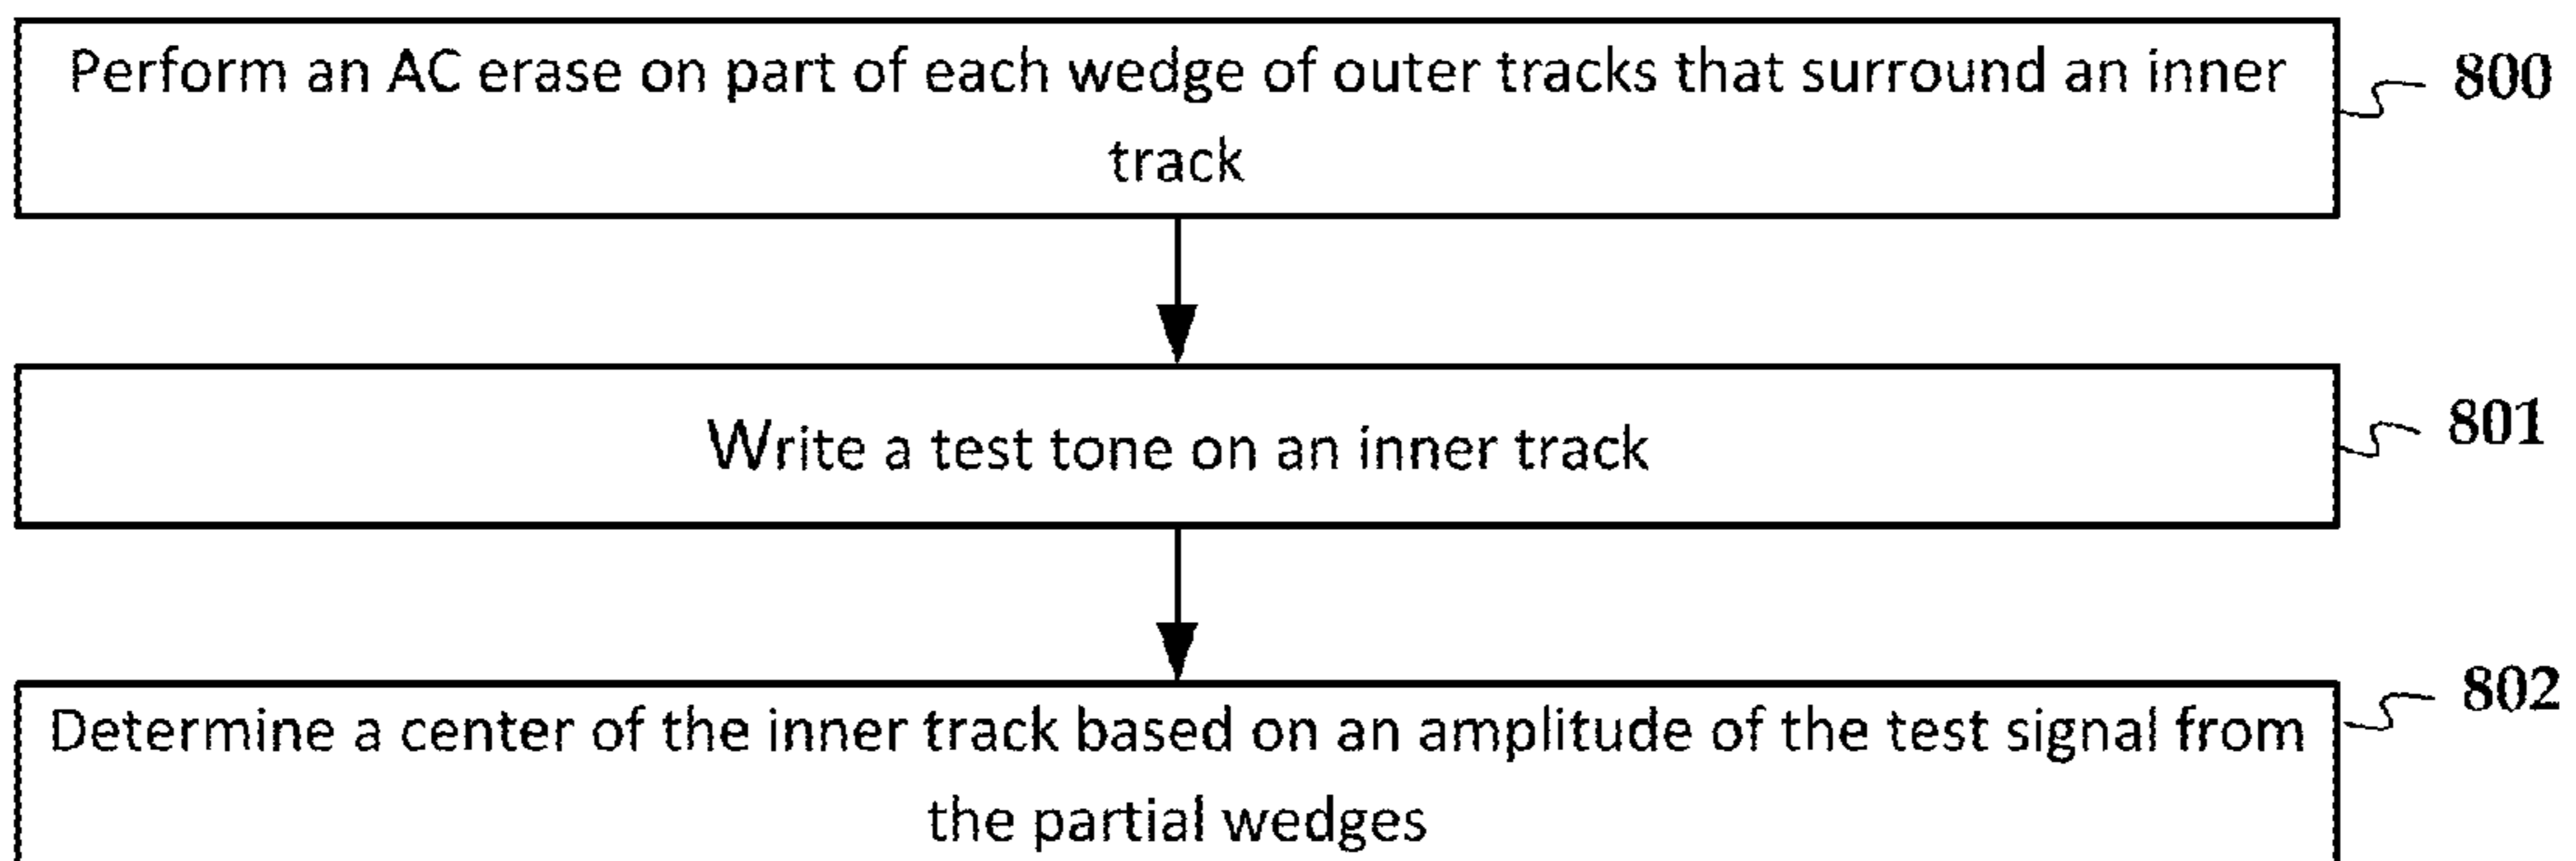 Perform an AC erase on part of each wedge of outer tracks that surround an inner
track
800
Write a test tone on an inner track
801
Determine a center of the inner track based on an amplitude of the test signal from
the partial wedges
802